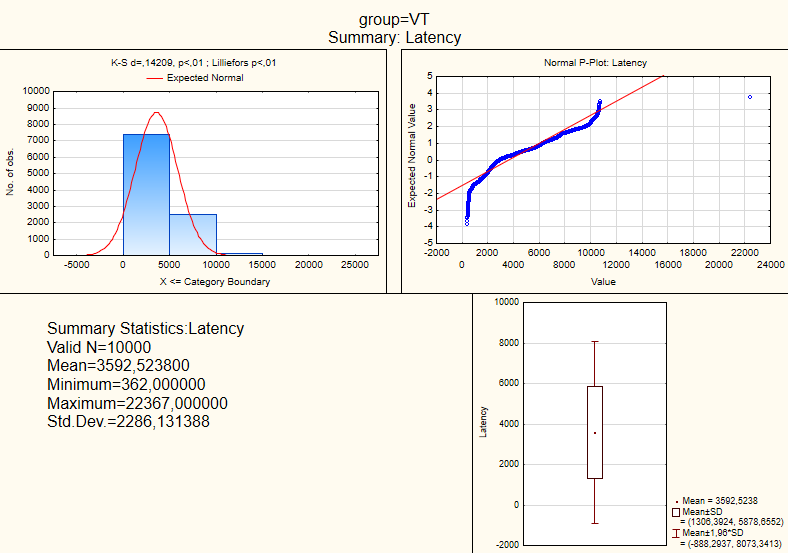 group=VT
Summary: Latency
K-S d=,14209, p<,01 ; Lilliefors p<,01
Expected Normal
10000
9000
8000
7000
6000
5000
4000
3000
2000
1000
0
No. of obs.
-5000 0 5000 10000 15000 20000 25000
X <= Category Boundary
Normal P-Plot: Latency
5
4
3
2
1
0
-1
-2
-3
-4
-5
Expected Normal Value
-2000 2000 6000 10000 14000 18000 22000
0 4000 8000 12000 16000 20000 24000
Value
Summary Statistics:Latency
Valid N=10000
Mean=3592,523800
Minimum=362,000000
Maximum=22367,000000
Std.Dev.=2286,131388
10000
8000
6000
4000
2000
0
-2000
Latency
Mean = 3592,5238
Mean±SD
= (1306,3924, 5878,6552)
Mean±1,96*SD
= (-888,2937, 8073,3413)